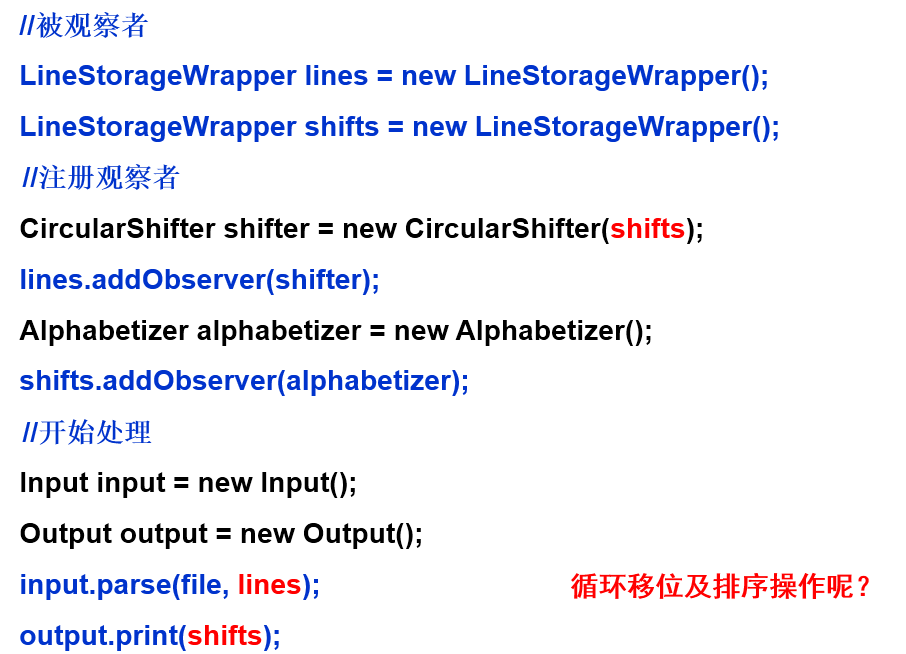 //被观察者
LineStorageWrapper lines = new LineStorageWrapper();
LineStorageWrapper shifts = new LineStorageWrapper();
//注册观察者
CircularShifter shifter = new CircularShifter(shifts);
lines.addObserver(shifter);
Alphabetizer alphabetizer = new Alphabetizer();
shifts.addObserver(alphabetizer);
//开始处理
Input input = new Input();
Output output = new Output();
input.parse(file, lines);
循环移位及排序操作呢？
output.print(shifts);